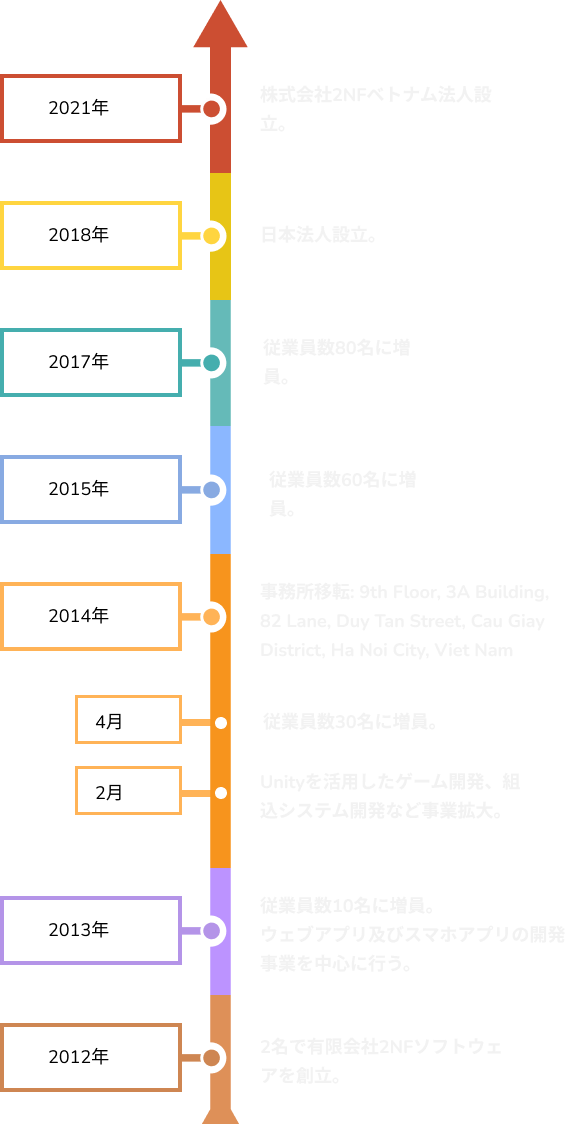 2021年
株式会社2NFベトナム法人設
立。
2018年
日本法人設立。
2017年
従業員数80名に増
員。
2015年
従業員数60名に増
員。
2014年
事務所移転: 9th Floor, 3A Building,
82 Lane, Duy Tan Street, Cau Giay
District, Ha Noi City, Viet Nam
4月
従業員数30名に増員。
2月
Unityを活用したゲーム開発、組
込システム開発など事業拡大。
2013年
従業員数10名に増員。
ウェブアプリ及びスマホアプリの開発
事業を中心に行う。
2012年
2名で有限会社2NFソフトウェ
アを創立。